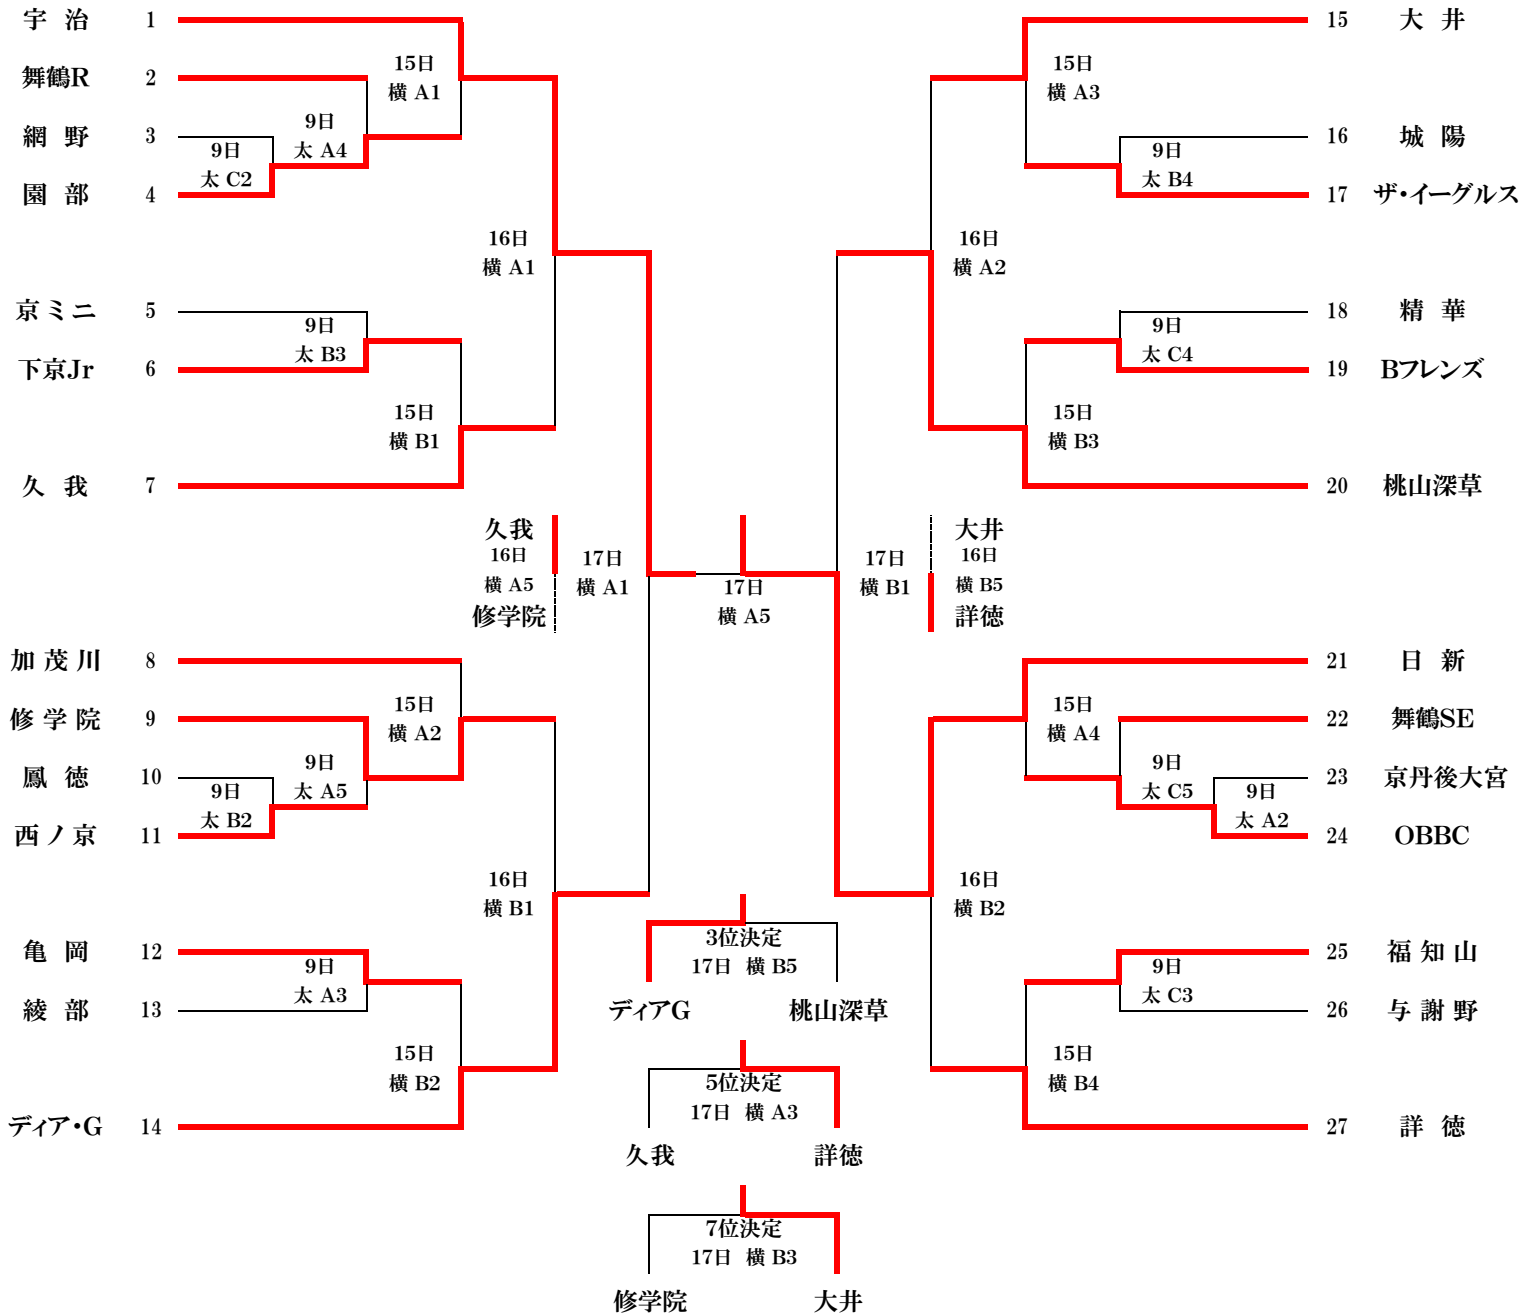 宇 治 1
舞鶴R 2
網 野 3
園 部 4
京ミニ 5
下京Jr 6
久 我 7
加茂川 8
修学院 9
鳳 徳 10
西ノ京 11
亀 岡 12
綾 部 13
ディア・G 14
9日
太 C2
9日
太 A4
15日
横 A1
9日
太 B3
15日
横 B1
16日
横 A1
9日
太 B2
9日
太 A5
15日
横 A2
9日
太 A3
15日
横 B2
16日
横 B1
久我
16日
横 A5
修学院
17日
横 A1
17日
横 A5
17日
横 B1
大井
16日
横 B5
詳徳
3位決定
17日 横 B5
ディアG 桃山深草
5位決定
17日 横 A3
久我 詳徳
7位決定
17日 横 B3
修学院 大井
15日
横 A3
9日
太 B4
16日
横 A2
9日
太 C4
15日
横 B3
15日
横 A4
9日
太 C5
9日
太 A2
16日
横 B2
9日
太 C3
15日
横 B4
15 大 井
16 城 陽
17 ザ・イーグルス
18 精 華
19 Bフレンズ
20 桃山深草
21 日 新
22 舞鶴SE
23 京丹後大宮
24 OBBC
25 福知山
26 与謝野
27 詳 徳